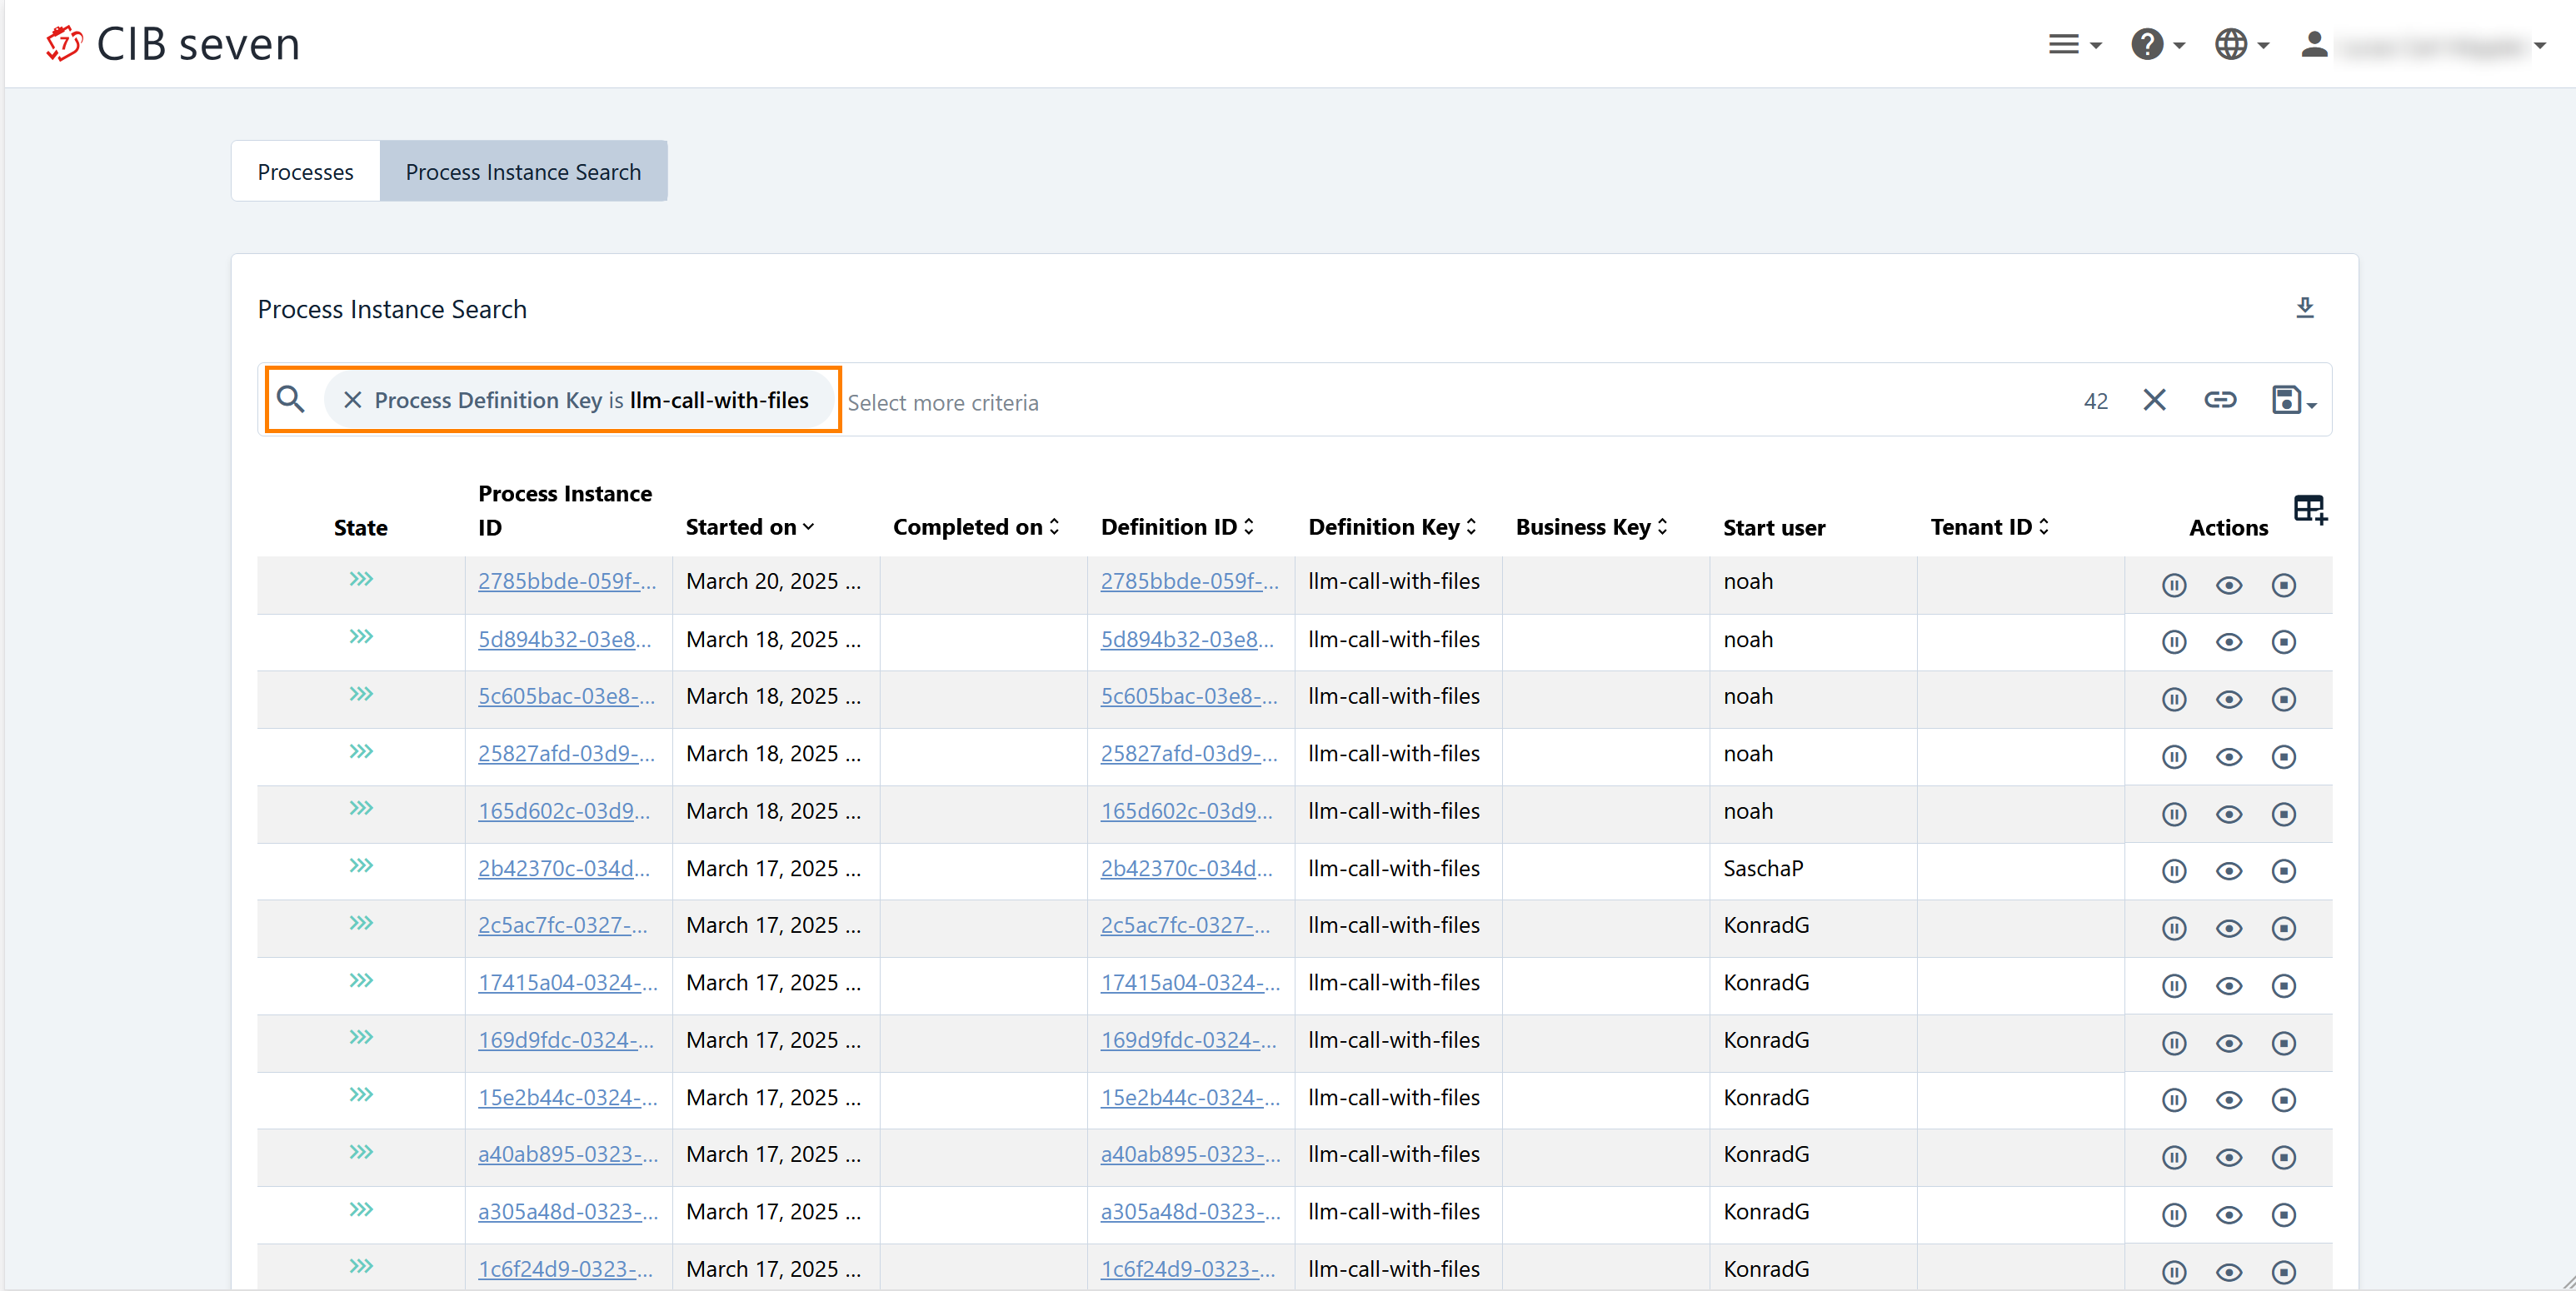 CIB seven
Processes
Process Instance Search
Process Instance Search
Process Definition Key is llm-call-with-files
Select more criteria
42
State Process Instance ID Started on Completed on Definition ID Definition Key Business Key Start user Tenant ID Actions
2785bbde-059f-... March 20, 2025 ... 2785bbde-059f-... llm-call-with-files noah
5d894b32-03e8... March 18, 2025 ... 5d894b32-03e8... llm-call-with-files noah
5c605bac-03e8-... March 18, 2025 ... 5c605bac-03e8-... llm-call-with-files noah
25827afd-03d9-... March 18, 2025 ... 25827afd-03d9-... llm-call-with-files noah
165d602c-03d9... March 18, 2025 ... 165d602c-03d9... llm-call-with-files noah
2b42370c-034d... March 17, 2025 ... 2b42370c-034d... llm-call-with-files SaschaP
2c5ac7fc-0327-... March 17, 2025 ... 2c5ac7fc-0327-... llm-call-with-files KonradG
17415a04-0324-... March 17, 2025 ... 17415a04-0324-... llm-call-with-files KonradG
169d9fdc-0324-... March 17, 2025 ... 169d9fdc-0324-... llm-call-with-files KonradG
15e2b44c-0324-... March 17, 2025 ... 15e2b44c-0324-... llm-call-with-files KonradG
a40ab895-0323-... March 17, 2025 ... a40ab895-0323-... llm-call-with-files KonradG
a305a48d-0323-... March 17, 2025 ... a305a48d-0323-... llm-call-with-files KonradG
1c6f24d9-0323-... March 17, 2025 ... 1c6f24d9-0323-... llm-call-with-files KonradG